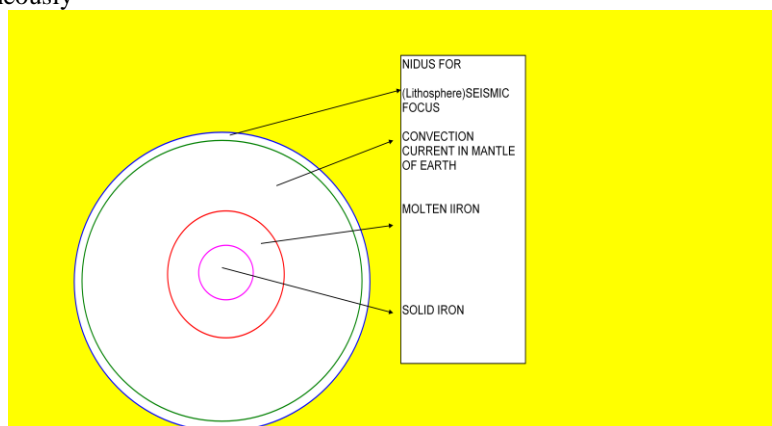 NIDUS FOR
(Lithosphere)SEISMIC
FOCUS
CONVECTION
CURRENT IN MANTLE
OF EARTH
MOLTEN IIRON
SOLID IRON